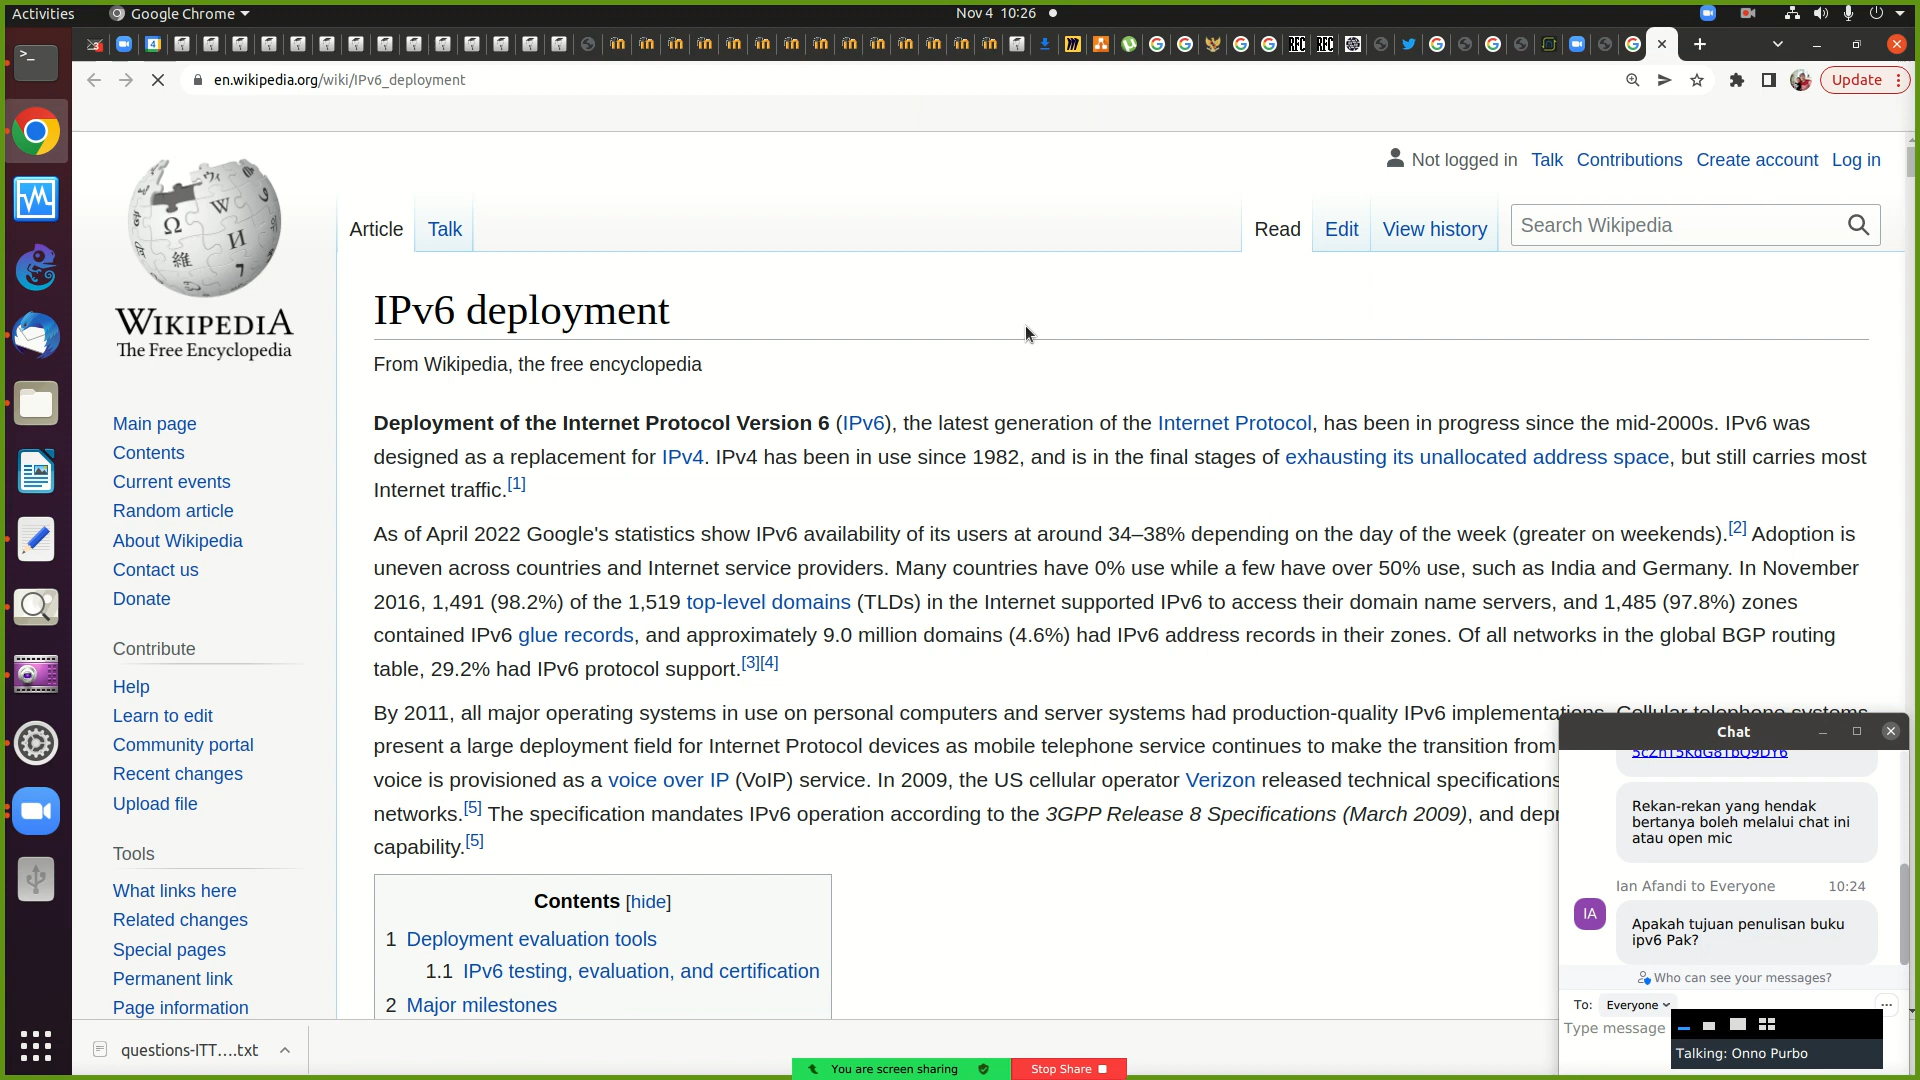 Activities
Google Chrome
Nov 4 10:26
en.wikipedia.org/wiki/IPv6_deployment
Update
Not logged in Talk Contributions Create account Log in
Article Talk Read Edit View history Search Wikipedia
WIKIPEDIA
The Free Encyclopedia
IPv6 deployment
From Wikipedia, the free encyclopedia
Deployment of the Internet Protocol Version 6 (IPv6), the latest generation of the Internet Protocol, has been in progress since the mid-2000s. IPv6 was
designed as a replacement for IPv4. IPv4 has been in use since 1982, and is in the final stages of exhausting its unallocated address space, but still carries most
Internet traffic.[1]
As of April 2022 Google's statistics show IPv6 availability of its users at around 34–38% depending on the day of the week (greater on weekends).[2] Adoption is
uneven across countries and Internet service providers. Many countries have 0% use while a few have over 50% use, such as India and Germany. In November
2016, 1,491 (98.2%) of the 1,519 top-level domains (TLDs) in the Internet supported IPv6 to access their domain name servers, and 1,485 (97.8%) zones
contained IPv6 glue records, and approximately 9.0 million domains (4.6%) had IPv6 address records in their zones. Of all networks in the global BGP routing
table, 29.2% had IPv6 protocol support.[3][4]
By 2011, all major operating systems in use on personal computers and server systems had production-quality IPv6 implementations. Cellular telephone systems
present a large deployment field for Internet Protocol devices as mobile telephone service continues to make the transition from
voice is provisioned as a voice over IP (VoIP) service. In 2009, the US cellular operator Verizon released technical specifications
networks.[5] The specification mandates IPv6 operation according to the 3GPP Release 8 Specifications (March 2009), and depr
capability.[5]
Contents [hide]
1 Deployment evaluation tools
1.1 IPv6 testing, evaluation, and certification
2 Major milestones
Main page
Contents
Current events
Random article
About Wikipedia
Contact us
Donate
Contribute
Help
Learn to edit
Community portal
Recent changes
Upload file
Tools
What links here
Related changes
Special pages
Permanent link
Page information
Chat
Rekan-rekan yang hendak
bertanya boleh melalui chat ini
atau open mic
Ian Afandi to Everyone 10:24
IA
Apakah tujuan penulisan buku
ipv6 Pak?
Who can see your messages?
To: Everyone
Type message
Talking: Onno Purbo
questions-ITT....txt
You are screen sharing
Stop Share